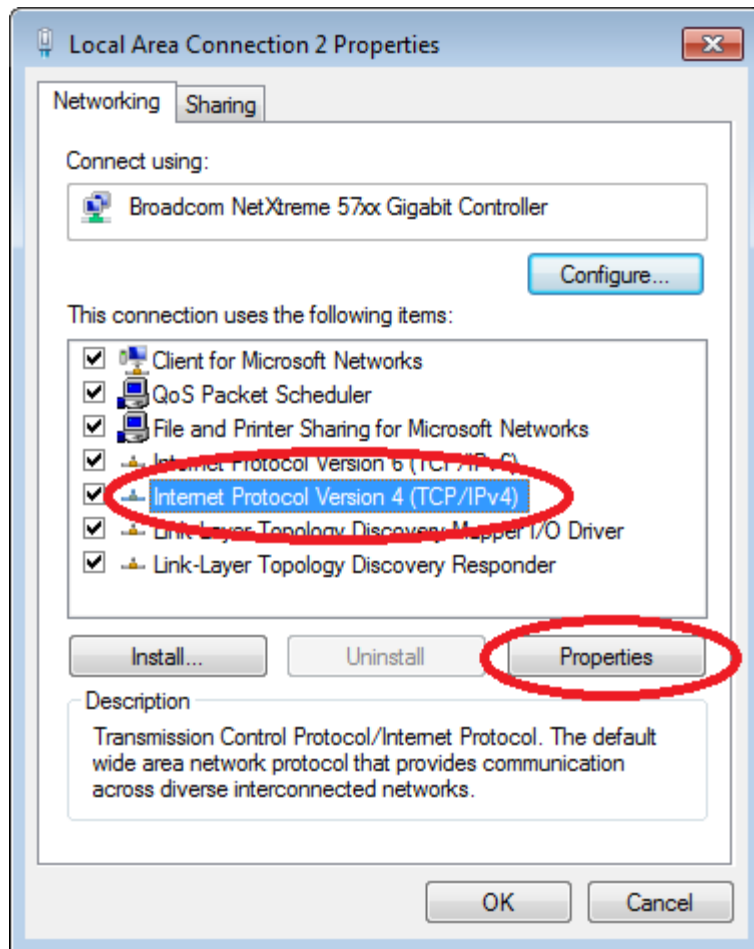 Local Area Connection 2 Properties
Networking
Sharing
Connect using:
Broadcom NetXtreme 57xx Gigabit Controller
Configure...
This connection uses the following items:
Client for Microsoft Networks
QoS Packet Scheduler
File and Printer Sharing for Microsoft Networks
Internet Protocol Version 6 (TCP/IPv6)
Internet Protocol Version 4 (TCP/IPv4)
Link-Layer Topology Discovery Mapper I/O Driver
Link-Layer Topology Discovery Responder
Install...
Uninstall
Properties
Description
Transmission Control Protocol/Internet Protocol. The default
wide area network protocol that provides communication
across diverse interconnected networks.
OK
Cancel